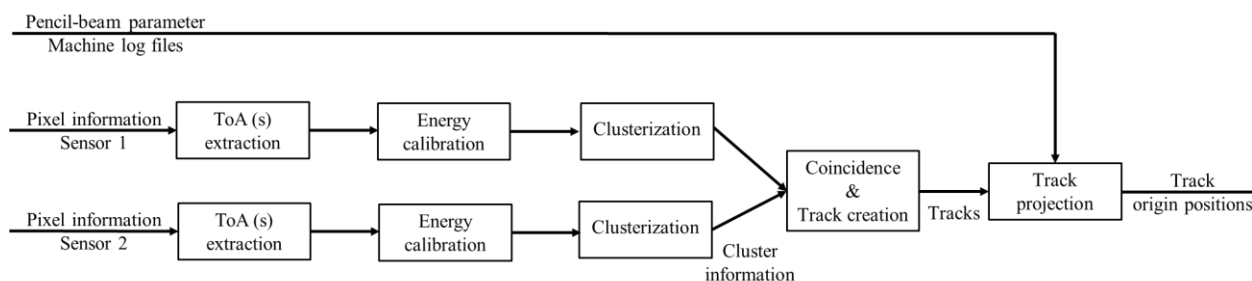 Pencil-beam parameter
Machine log files
Pixel information
Sensor 1
ToA (s)
extraction
Energy
calibration
Clusterization
Coincidence
&
Track creation
Tracks
Track
projection
Track
origin positions
Pixel information
Sensor 2
ToA (s)
extraction
Energy
calibration
Clusterization
Cluster
information